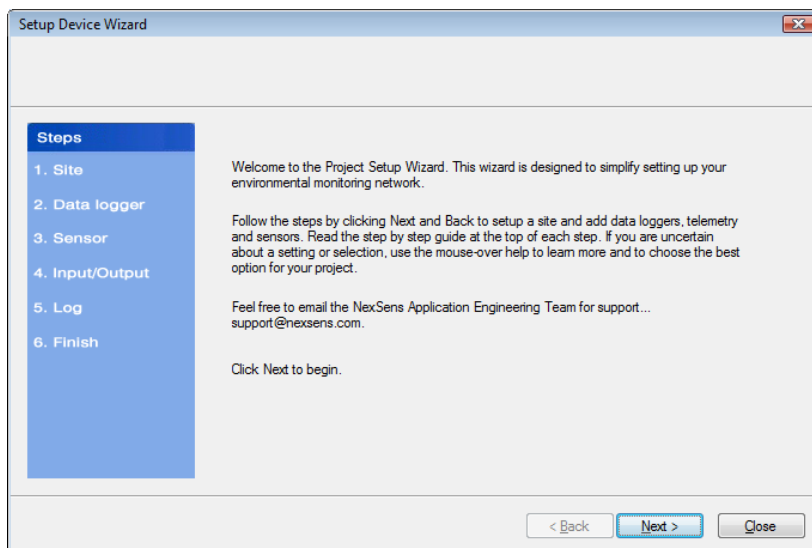 Setup Device Wizard
Steps
1. Site
2. Data logger
3. Sensor
4. Input/Output
5. Log
6. Finish
Welcome to the Project Setup Wizard. This wizard is designed to simplify setting up your
environmental monitoring network.
Follow the steps by clicking Next and Back to setup a site and add data loggers, telemetry
and sensors. Read the step by step guide at the top of each step. If you are uncertain
about a setting or selection, use the mouse-over help to learn more and to choose the best
option for your project.
Feel free to email the NexSens Application Engineering Team for support...
support@nexsens.com.
Click Next to begin.
< Back
Next >
Close